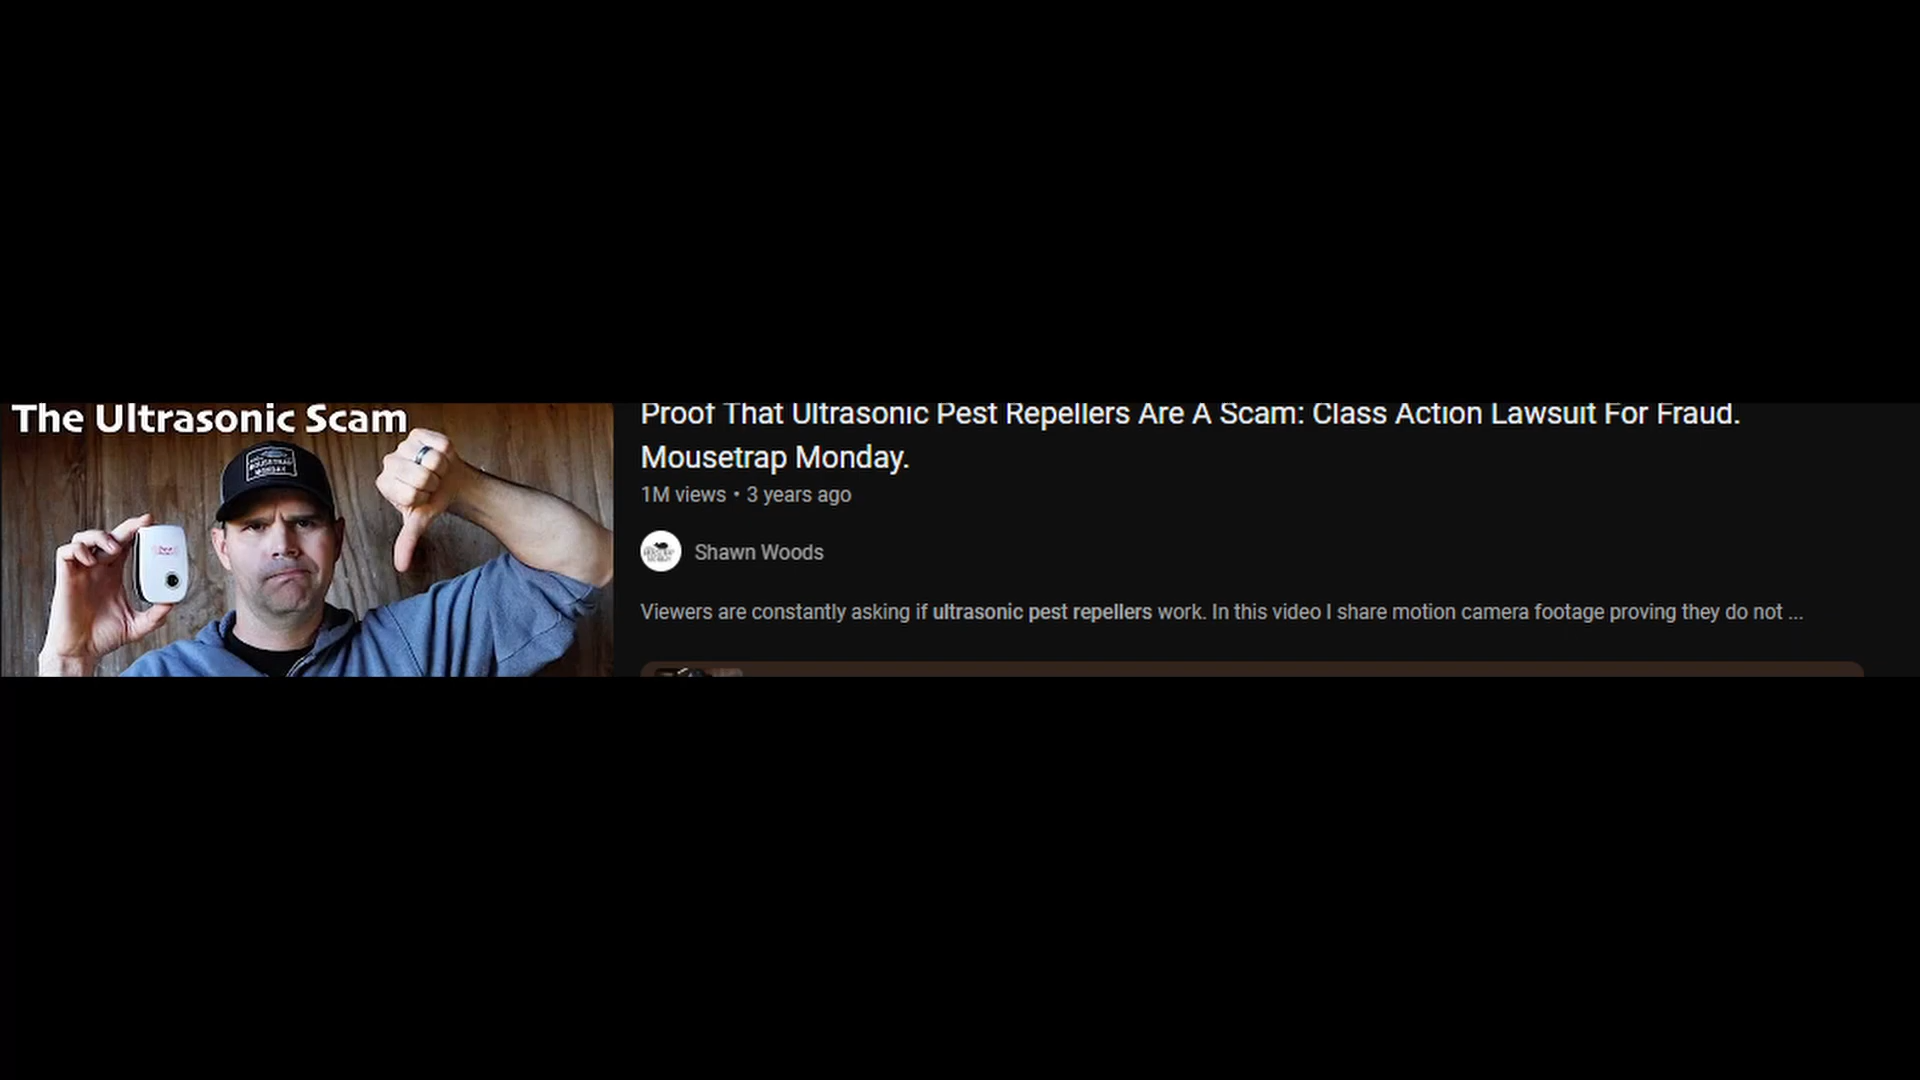 The Ultrasonic Scam
MOUSETRAP
MONDAY
Proof That Ultrasonic Pest Repellers Are A Scam: Class Action Lawsuit For Fraud.
Mousetrap Monday.
1M views • 3 years ago
Shawn Woods
Viewers are constantly asking if ultrasonic pest repellers work. In this video I share motion camera footage proving they do not ...